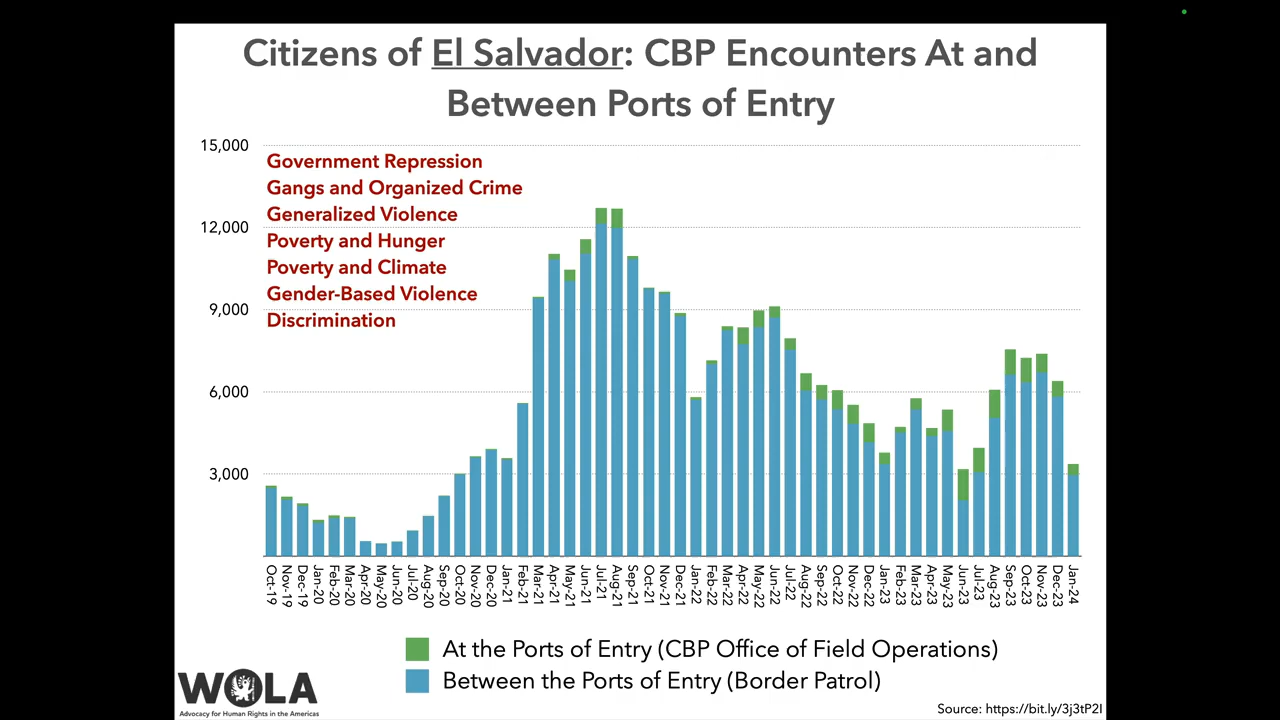 Citizens of El Salvador: CBP Encounters At and
Between Ports of Entry
15,000
12,000
9,000
6,000
3,000
Government Repression
Gangs and Organized Crime
Generalized Violence
Poverty and Hunger
Poverty and Climate
Gender-Based Violence
Discrimination
Oct-19
Nov-19
Dec-19
Jan-20
Feb-20
Mar-20
Apr-20
May-20
Jun-20
Jul-20
Aug-20
Sep-20
Oct-20
Nov-20
Dec-20
Jan-21
Feb-21
Mar-21
Apr-21
May-21
Jun-21
Jul-21
Aug-21
Sep-21
Oct-21
Nov-21
Dec-21
Jan-22
Feb-22
Mar-22
Apr-22
May-22
Jun-22
Jul-22
Aug-22
Sep-22
Oct-22
Nov-22
Dec-22
Jan-23
Feb-23
Mar-23
Apr-23
May-23
Jun-23
Jul-23
Aug-23
Sep-23
Oct-23
Nov-23
Dec-23
Jan-24
At the Ports of Entry (CBP Office of Field Operations)
Between the Ports of Entry (Border Patrol)
WOLA
Advocacy for Human Rights in the Americas
Source: https://bit.ly/3j3tP2I